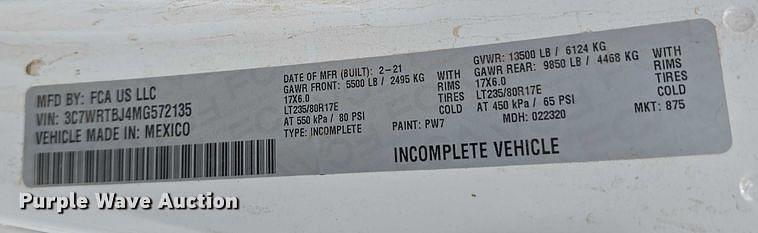 MFD BY: FCA US LLC
VIN: 3C7WRTBJ4MG572135
VEHICLE MADE IN: MEXICO
DATE OF MFR (BUILT): 2-21
GAWR FRONT: 5500 LB / 2495 KG WITH
17X6.0 RIMS
LT235/80R17E TIRES
AT 550 kPa / 80 PSI COLD
TYPE: INCOMPLETE PAINT: PW7
GVWR: 13500 LB / 6124 KG
GAWR REAR: 9850 LB / 4468 KG WITH
17X6.0 RIMS
LT235/80R17E TIRES
AT 450 kPa / 65 PSI COLD
MDH: 022320 MKT: 875
INCOMPLETE VEHICLE
Purple Wave Auction